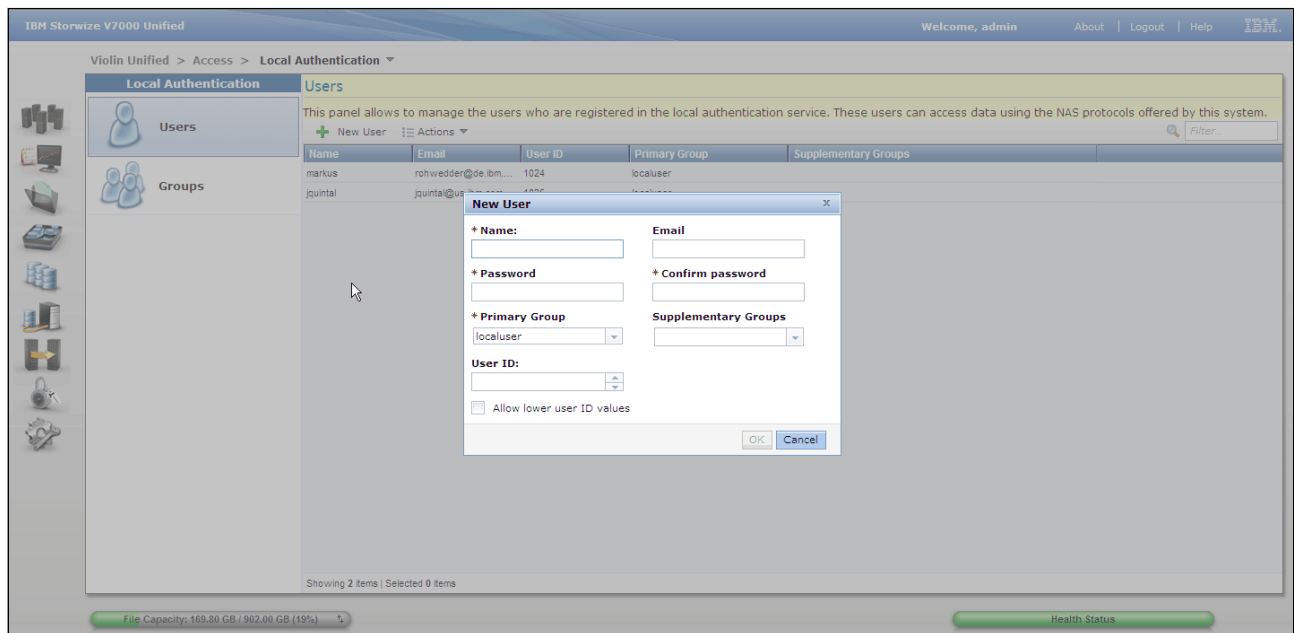 IBM Storwize V7000 Unified
Welcome, admin
About | Logout | Help
IBM.
Violin Unified > Access > Local Authentication
Local Authentication
Users
Groups
Users
This panel allows to manage the users who are registered in the local authentication service. These users can access data using the NAS protocols offered by this system.
New User
Actions
Filter...
Name Email User ID Primary Group Supplementary Groups
markus rohwedder@de.ibm.... 1024 localuser
jquintal
New User
x
* Name:
Email
* Password
* Confirm password
* Primary Group
Supplementary Groups
localuser
User ID:
Allow lower user ID values
OK
Cancel
Showing 2 items | Selected 0 items
File Capacity: 169.80 GB / 902.00 GB (19%)
Health Status